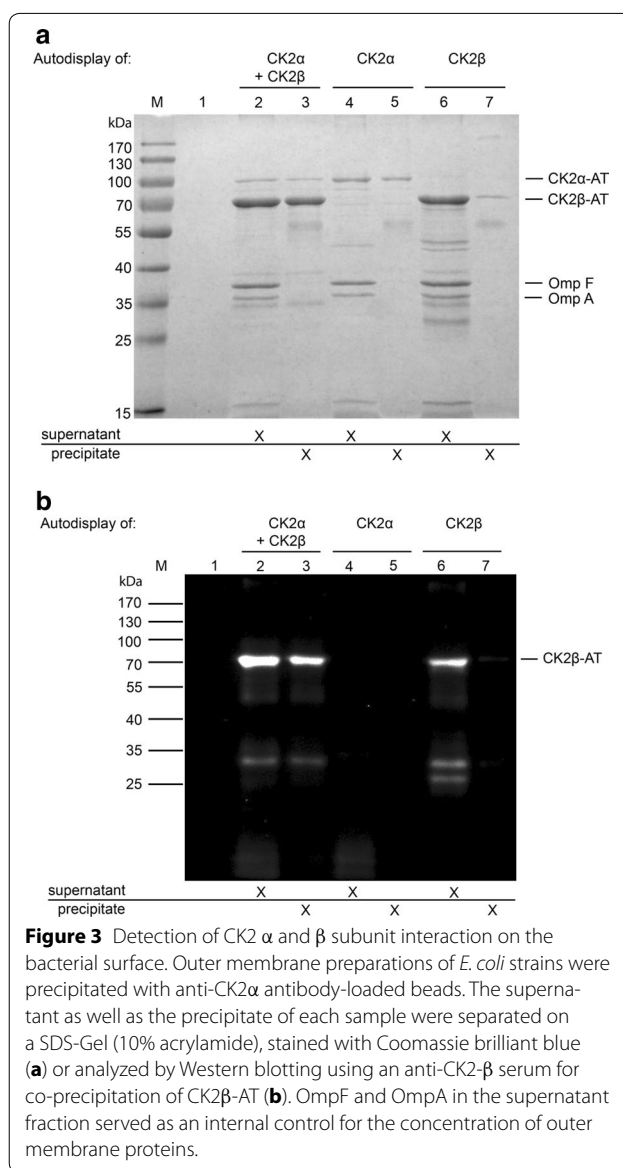 a
Autodisplay of: CK2α + CK2β CK2α CK2β
M 1 2 3 4 5 6 7
kDa
170
130
100
70
55
40
35
25
15
CK2α-AT
CK2β-AT
Omp F
Omp A
supernatant X X X
precipitate X X X
b
Autodisplay of: CK2α + CK2β CK2α CK2β
M 1 2 3 4 5 6 7
kDa
170
130
100
70
55
40
35
25
CK2β-AT
supernatant X X X
precipitate X X X
Figure 3 Detection of CK2 α and β subunit interaction on the
bacterial surface. Outer membrane preparations of E. coli strains were
precipitated with anti-CK2α antibody-loaded beads. The superna-
tant as well as the precipitate of each sample were separated on
a SDS-Gel (10% acrylamide), stained with Coomassie brilliant blue
(a) or analyzed by Western blotting using an anti-CK2-β serum for
co-precipitation of CK2β-AT (b). OmpF and OmpA in the supernatant
fraction served as an internal control for the concentration of outer
membrane proteins.